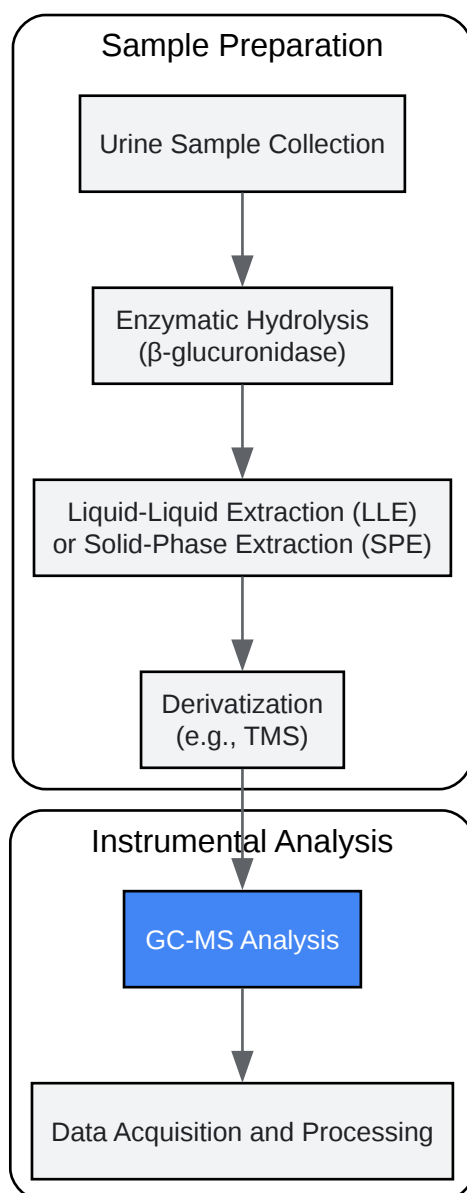 Sample Preparation
Urine Sample Collection
Enzymatic Hydrolysis
(β-glucuronidase)
Liquid-Liquid Extraction (LLE)
or Solid-Phase Extraction (SPE)
Derivatization
(e.g., TMS)
Instrumental Analysis
GC-MS Analysis
Data Acquisition and Processing